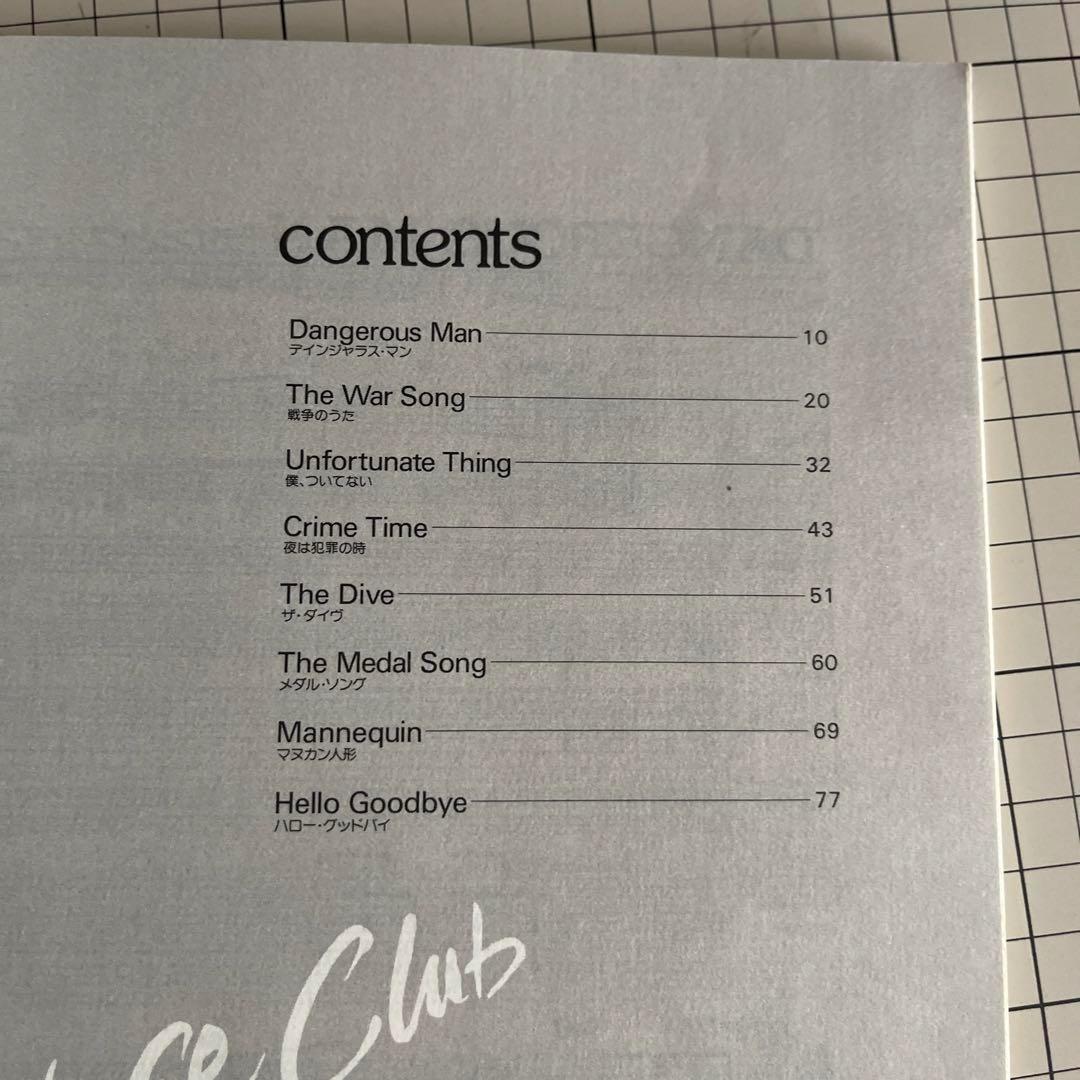 contents
Dangerous Man 10
デインジャラス・マン
The War Song 20
戦争のうた
Unfortunate Thing 32
僕、ついてない
Crime Time 43
夜は犯罪の時
The Dive 51
ザ・ダイヴ
The Medal Song 60
メダル・ソング
Mannequin 69
マヌカン人形
Hello Goodbye 77
ハロー・グッドバイ
Club